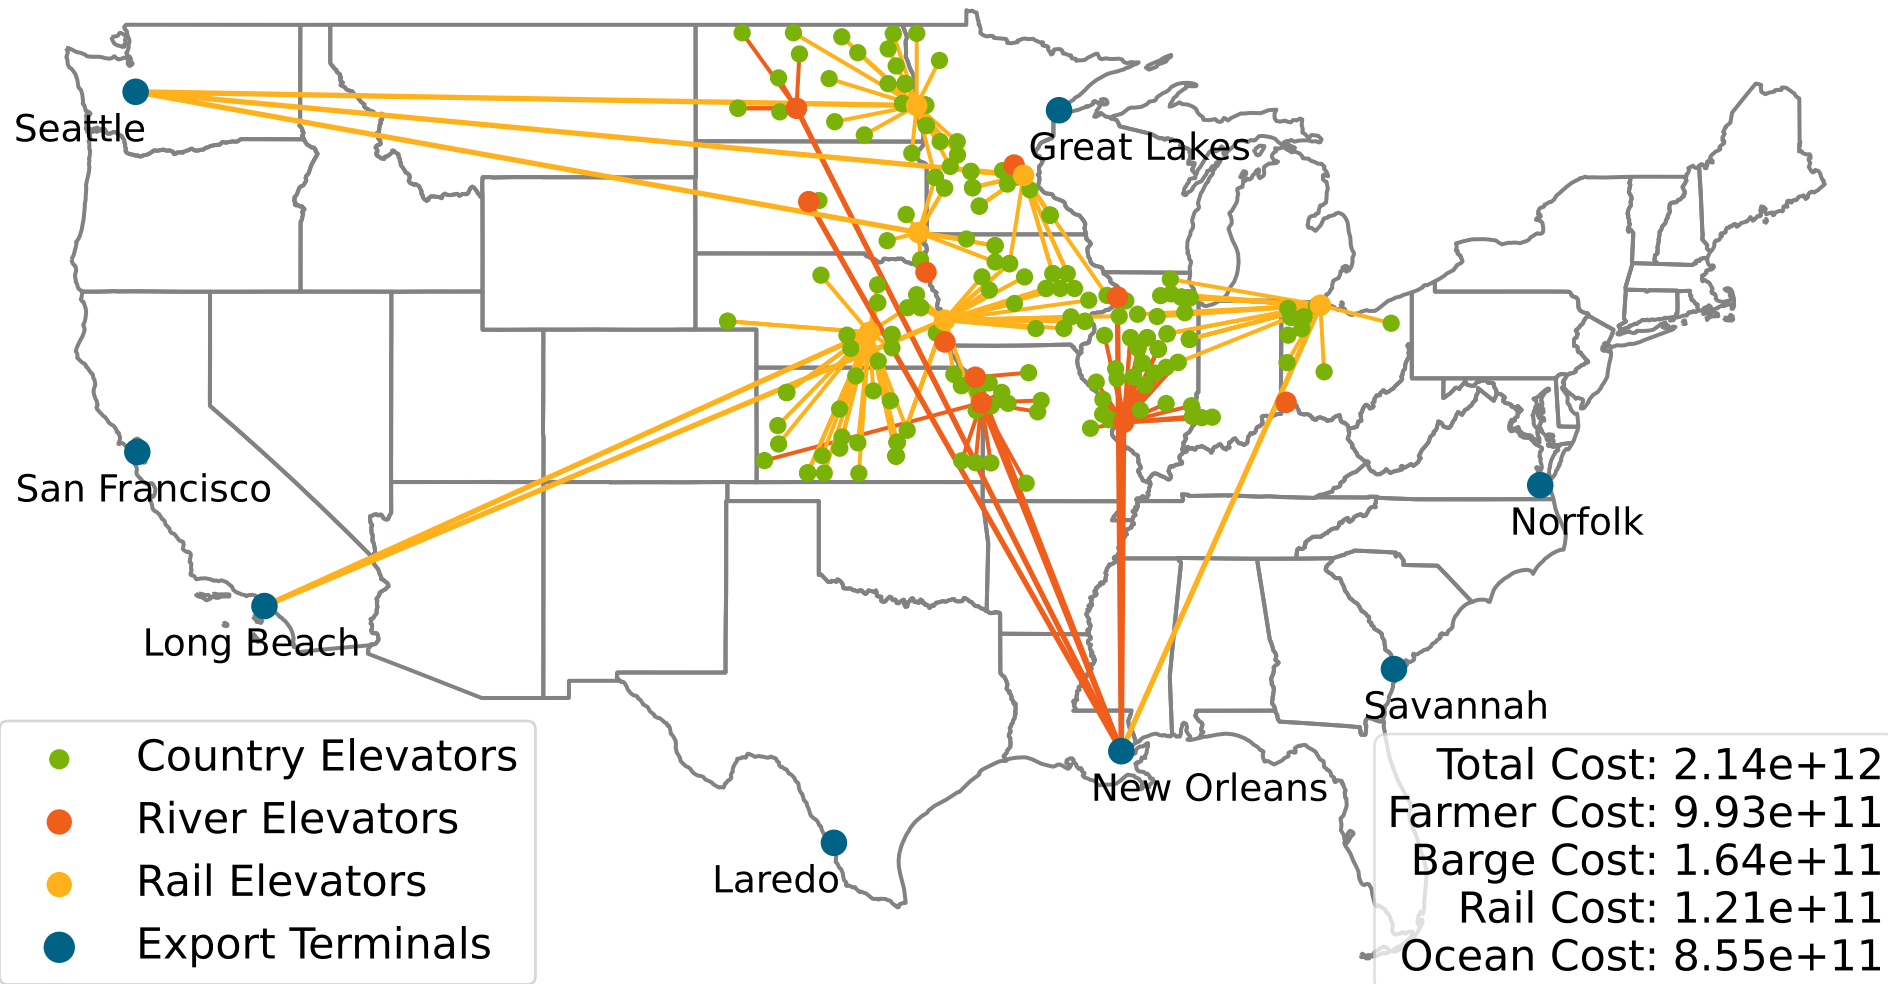 Seattle
Great Lakes
San Francisco
Norfolk
Long Beach
Savannah
New Orleans
Laredo
Country Elevators
River Elevators
Rail Elevators
Export Terminals
Total Cost: 2.14e+12
Farmer Cost: 9.93e+11
Barge Cost: 1.64e+11
Rail Cost: 1.21e+11
Ocean Cost: 8.55e+11